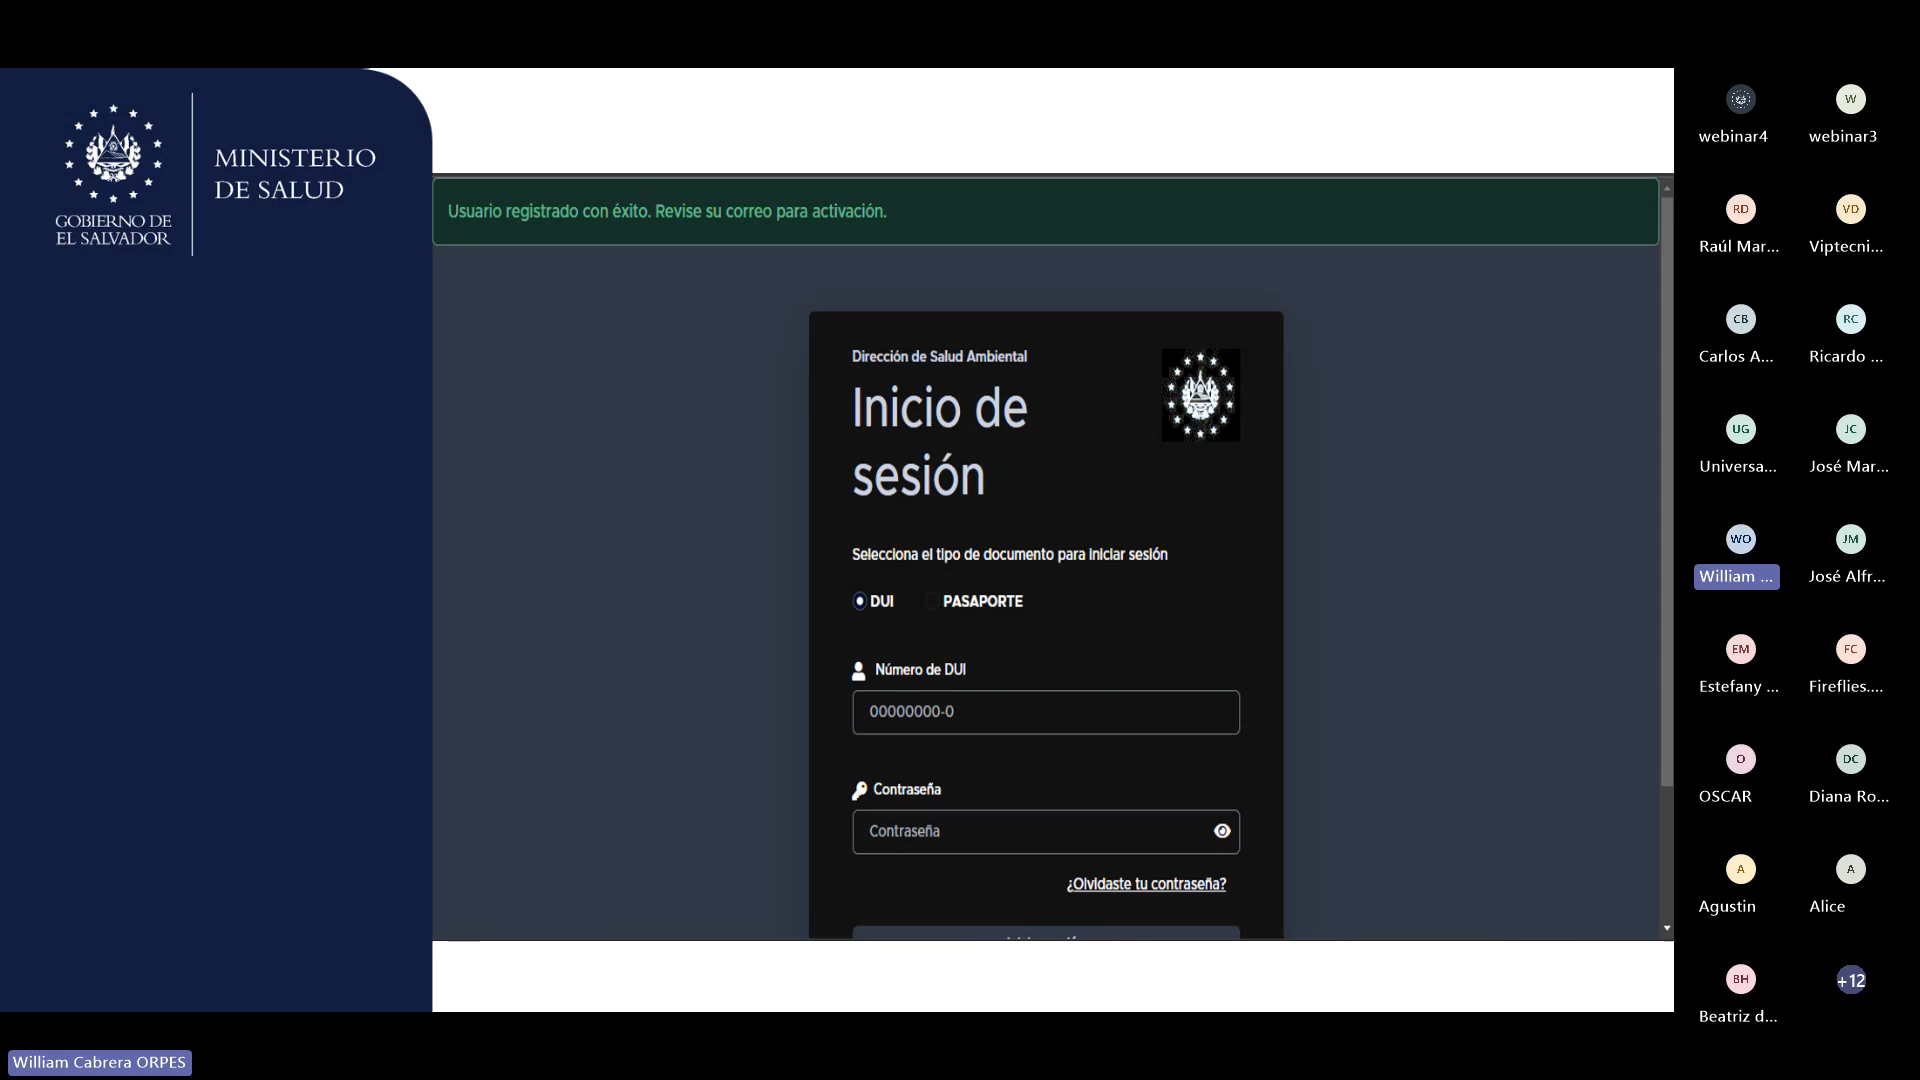 MINISTERIO
DE SALUD
GOBIERNO DE
EL SALVADOR
Usuario registrado con éxito. Revise su correo para activación.
Dirección de Salud Ambiental
Inicio de
sesión
Selecciona el tipo de documento para iniciar sesión
DUI PASAPORTE
Número de DUI
00000000-0
Contraseña
Contraseña
¿Olvidaste tu contraseña?
W
webinar4 webinar3
RD VD
Raúl Mar... Viptecni...
CB RC
Carlos A... Ricardo ...
UG JC
Universa... José Mar...
WO JM
William ... José Alfr...
EM FC
Estefany ... Fireflies....
O DC
OSCAR Diana Ro...
A A
Agustin Alice
BH +12
Beatriz d...
William Cabrera ORPES